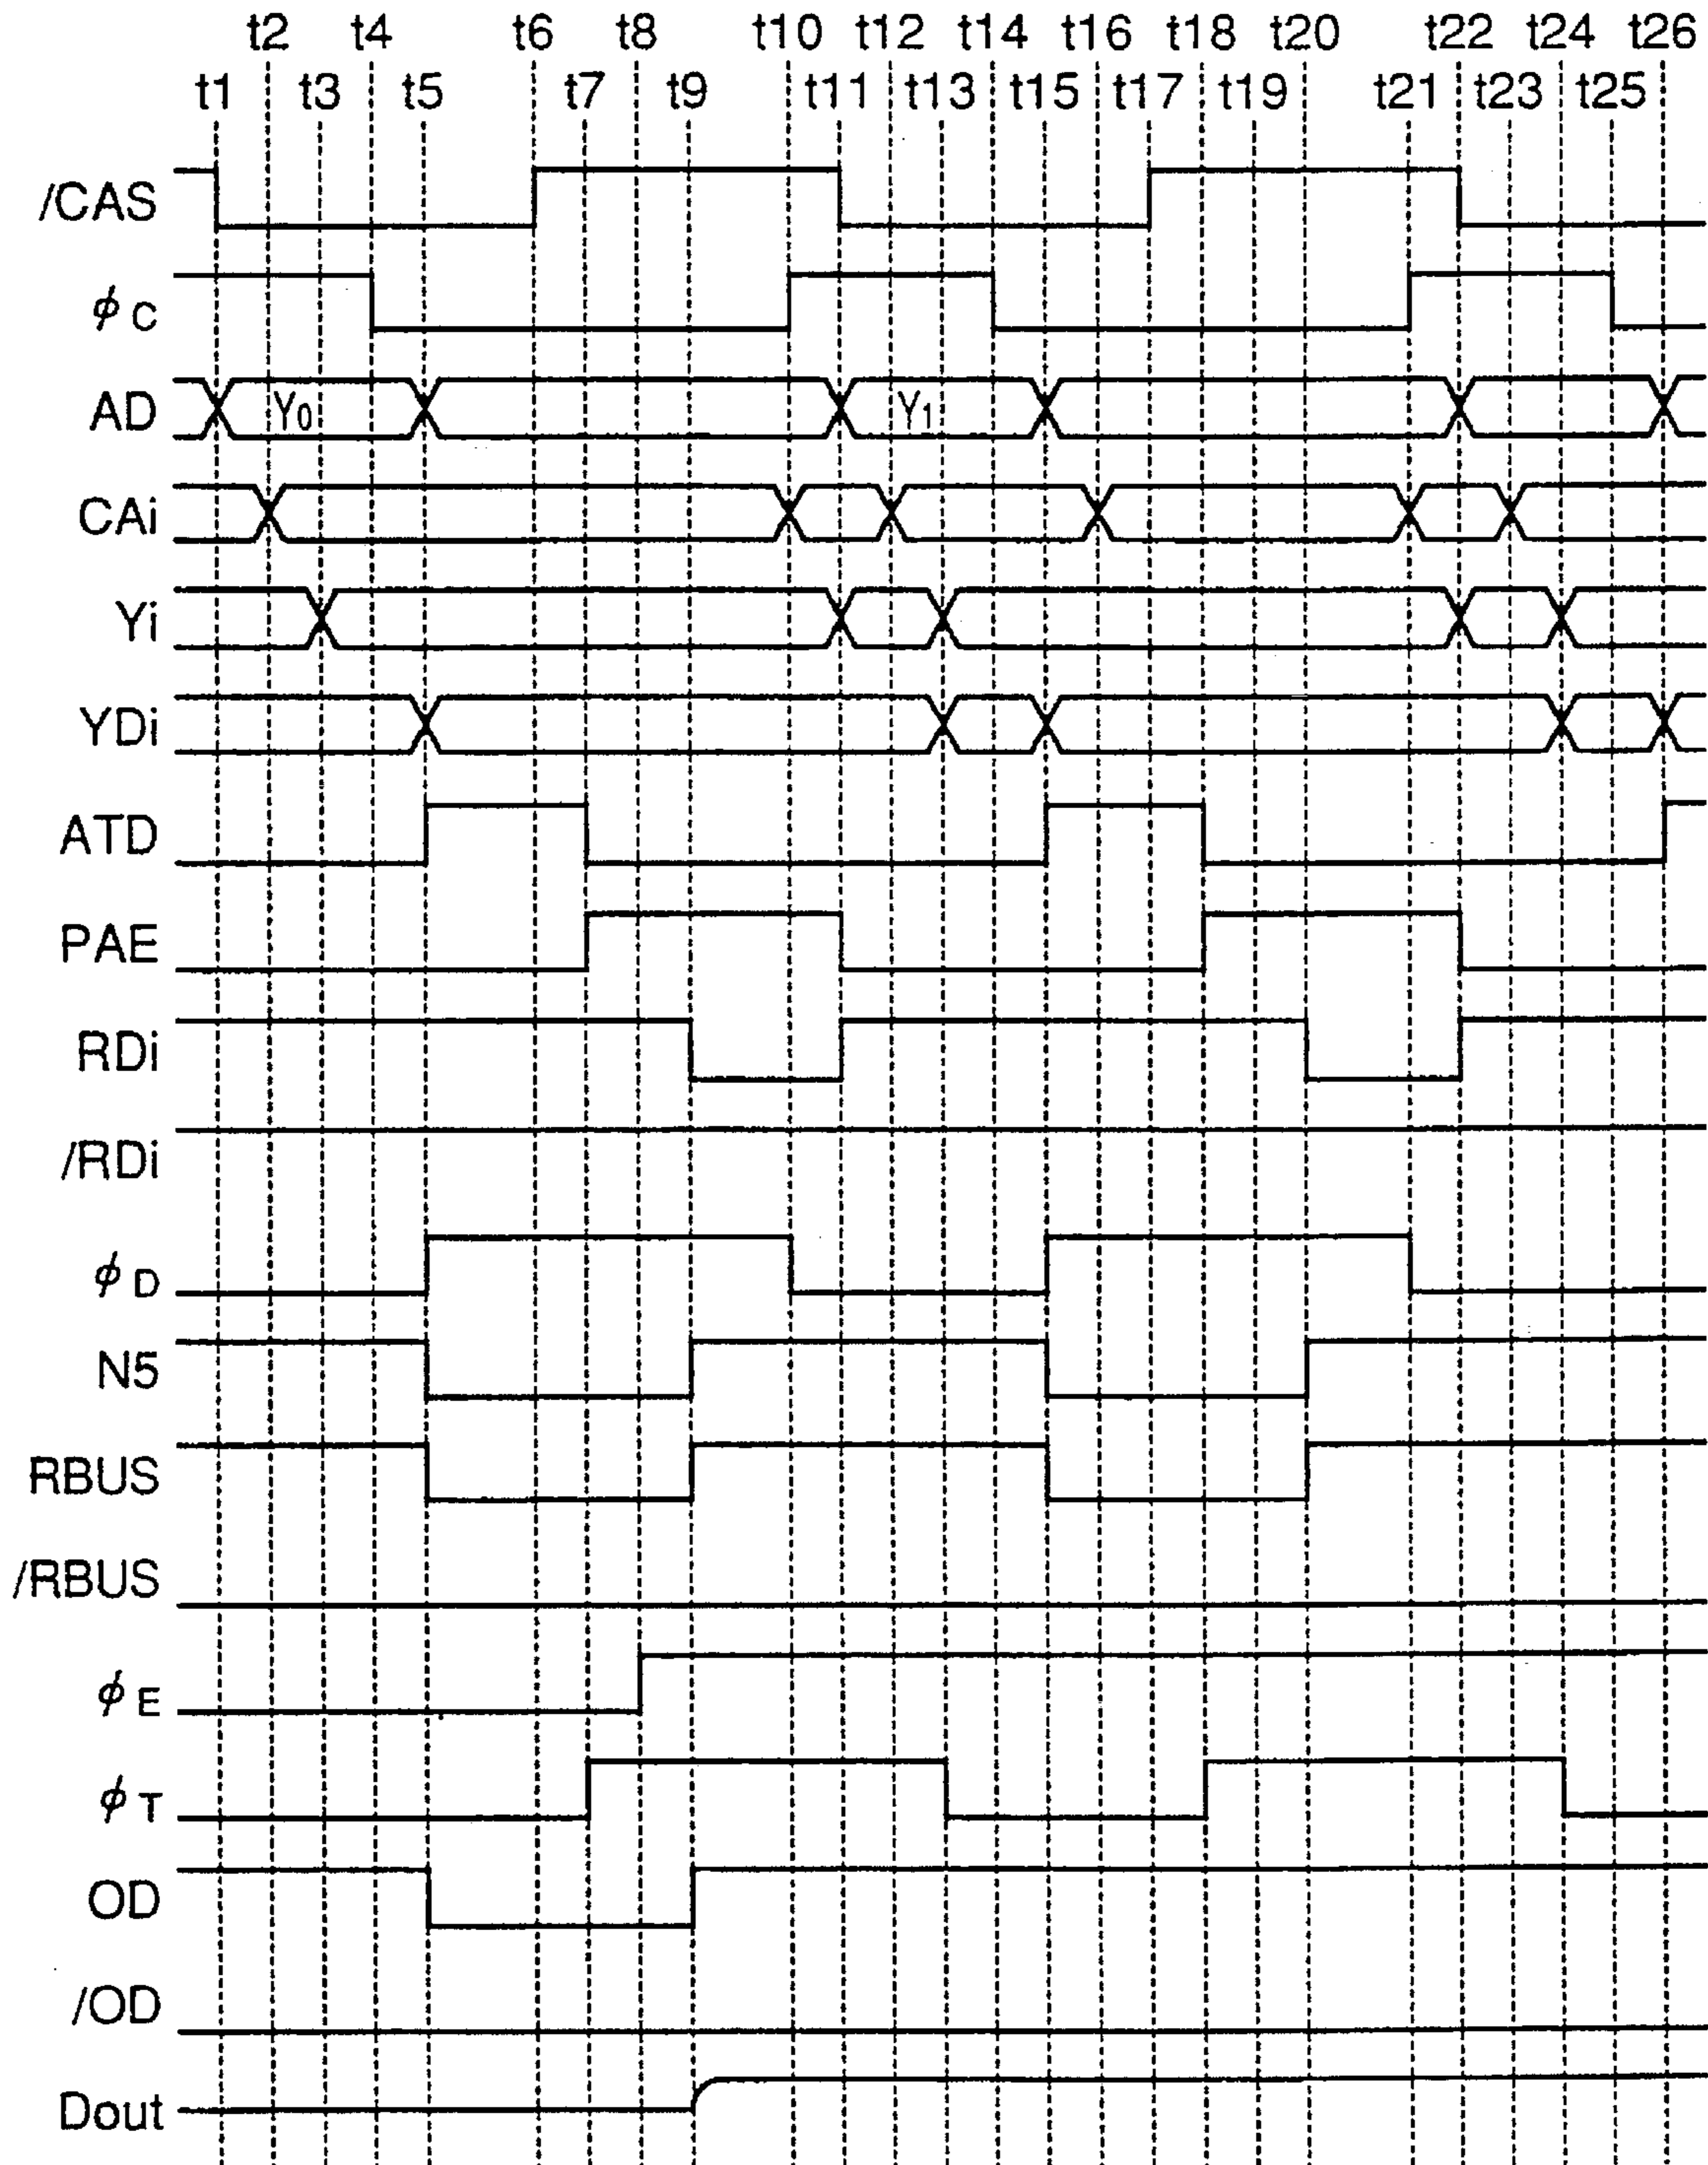 t2 t4 t6 t8 t10 t12 t14 t16 t18 t20 t22 t24 t26
t1 t3 t5 t7 t9 t11 t13 t15 t17 t19 t21 t23 t25
/CAS
ϕC
AD Y0 Y1
CAi
Yi
YDi
ATD
PAE
RDi
/RDi
ϕD
N5
RBUS
/RBUS
ϕE
ϕT
OD
/OD
Dout